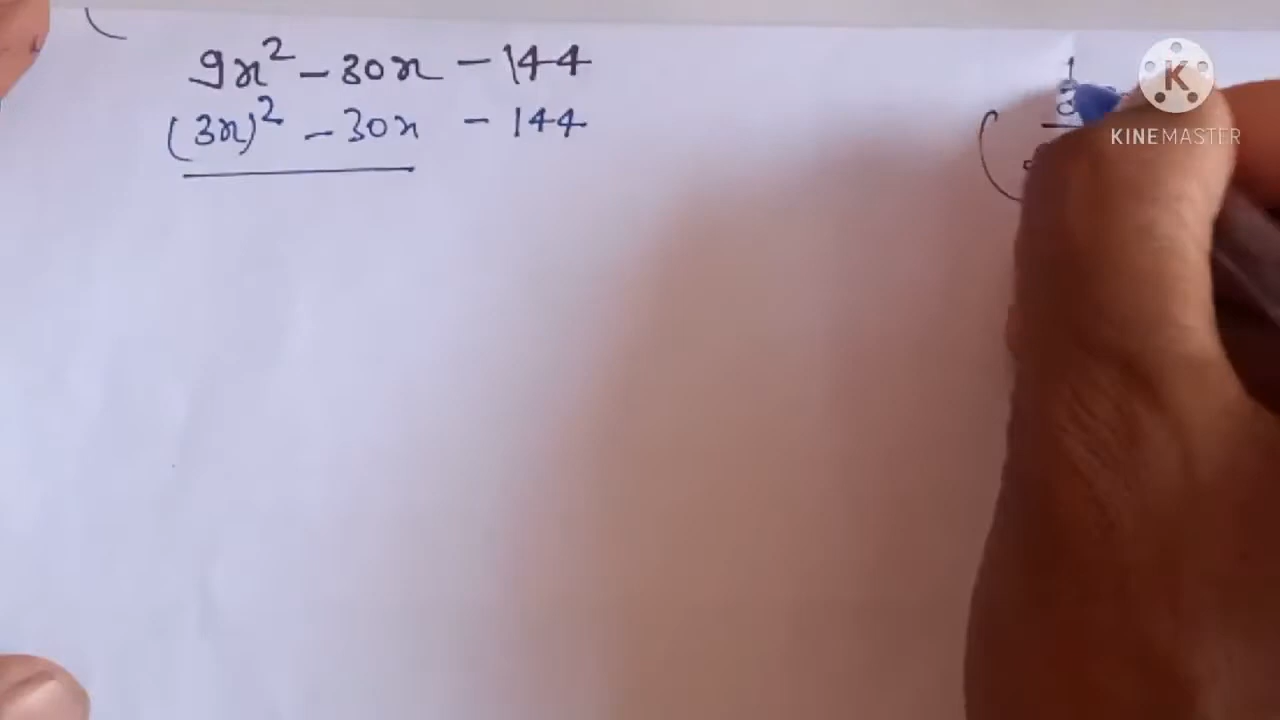 9x² - 30x - 144
(3x)² - 30x - 144
K
KINEMASTER